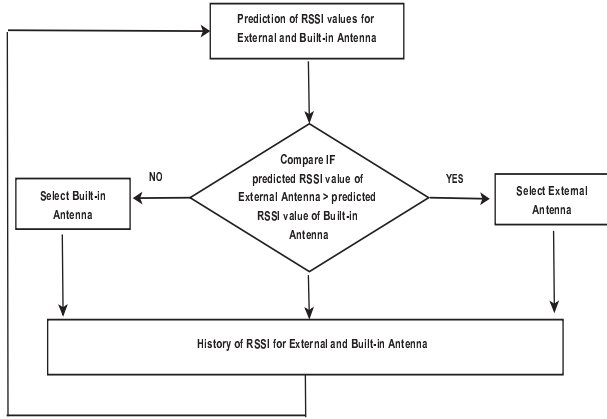 Prediction of RSSI values for
External and Built-in Antenna
Compare IF
predicted RSSI value of
External Antenna > predicted
RSSI value of Built-in
Antenna
NO
YES
Select Built-in
Antenna
Select External
Antenna
History of RSSI for External and Built-in Antenna